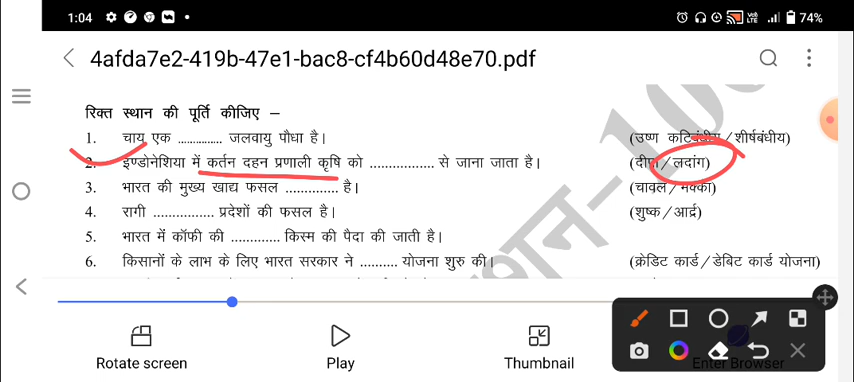 1:04 74%
4afda7e2-419b-47e1-bac8-cf4b60d48e70.pdf
रिक्त स्थान की पूर्ति कीजिए –
1. चाय एक ............... जलवायु पौधा है। (उष्ण कटिबंधीय/शीर्षबंधीय)
2. इण्डोनेशिया में कर्तन दहन प्रणाली कृषि को ................. से जाना जाता है। (दीपा/लदांग)
3. भारत की मुख्य खाद्य फसल .............. है। (चावल/मक्का)
4. रागी ................ प्रदेशों की फसल है। (शुष्क/आर्द्र)
5. भारत में कॉफी की ............. किस्म की पैदा की जाती है।
6. किसानों के लाभ के लिए भारत सरकार ने .......... योजना शुरु की। (क्रेडिट कार्ड/डेबिट कार्ड योजना)
Rotate screen Play Thumbnail Enter Browser